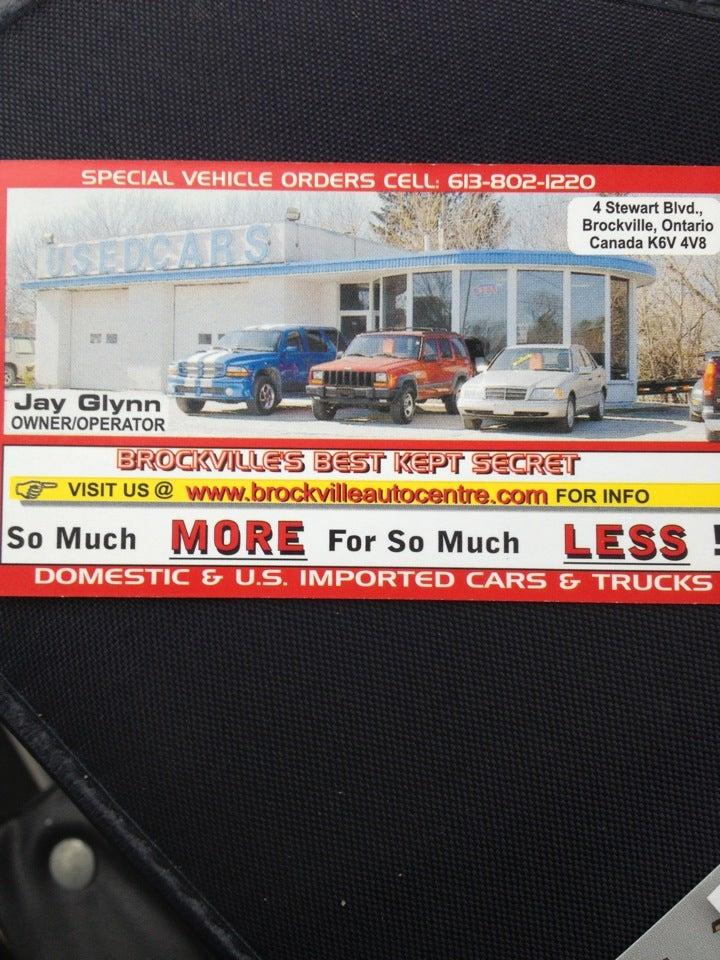 SPECIAL VEHICLE ORDERS CELL: 613-802-1220
4 Stewart Blvd.,
Brockville, Ontario
Canada K6V 4V8
USEDCARS
Jay Glynn
OWNER/OPERATOR
BROCKVILLE'S BEST KEPT SECRET
VISIT US @ www.brockvilleautocentre.com FOR INFO
So Much MORE For So Much LESS !
DOMESTIC & U.S. IMPORTED CARS & TRUCKS